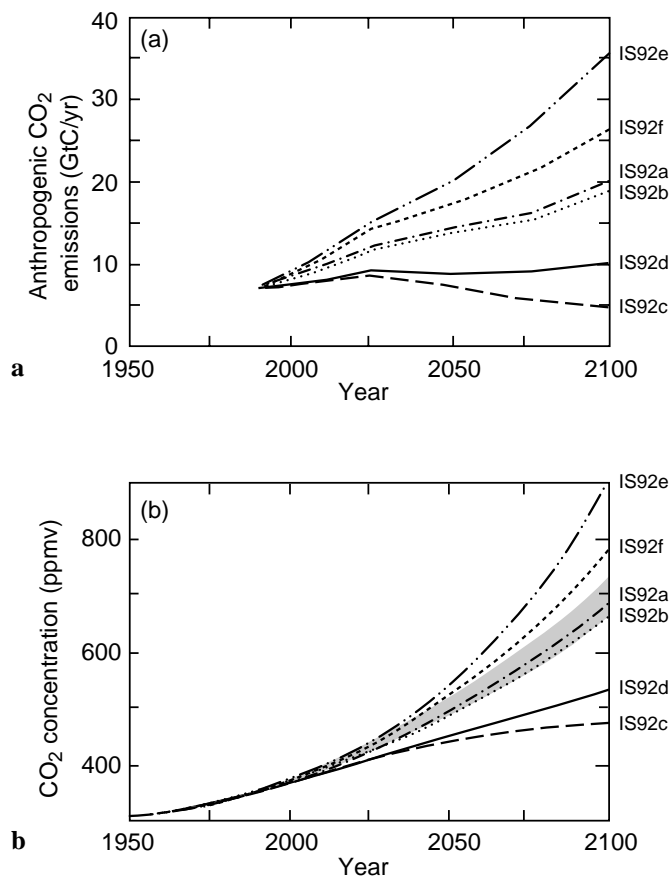 40
(a)
30
20
10
0
Anthropogenic CO2
emissions (GtC/yr)
IS92e
IS92f
IS92a
IS92b
IS92d
IS92c
a
1950
2000
2050
2100
Year
(b)
800
600
400
CO2 concentration (ppmv)
IS92e
IS92f
IS92a
IS92b
IS92d
IS92c
b
1950
2000
2050
2100
Year